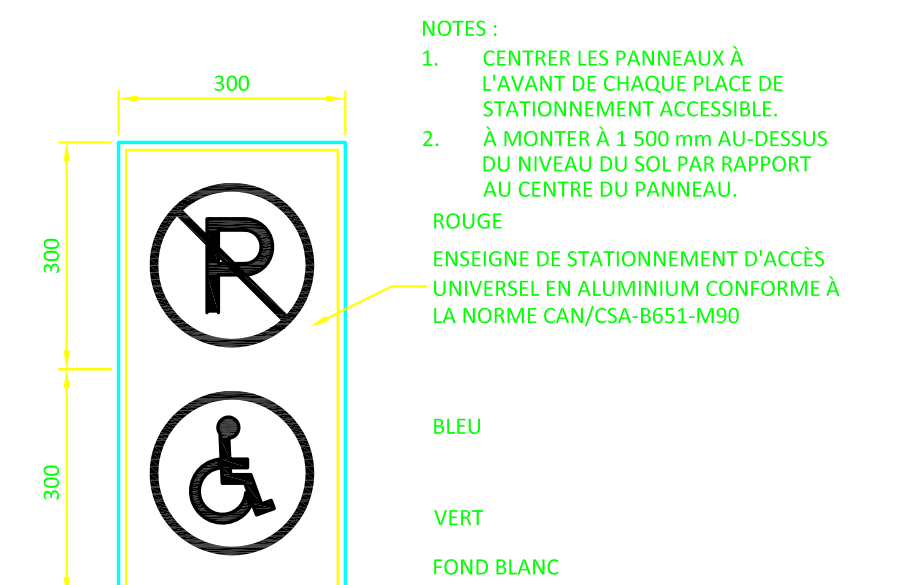 NOTES :
1. CENTRER LES PANNEAUX À
L'AVANT DE CHAQUE PLACE DE
STATIONNEMENT ACCESSIBLE.
2. À MONTER À 1 500 mm AU-DESSUS
DU NIVEAU DU SOL PAR RAPPORT
AU CENTRE DU PANNEAU.
ROUGE
ENSEIGNE DE STATIONNEMENT D'ACCÈS
UNIVERSEL EN ALUMINIUM CONFORME À
LA NORME CAN/CSA-B651-M90
BLEU
VERT
FOND BLANC
300
300
P
300